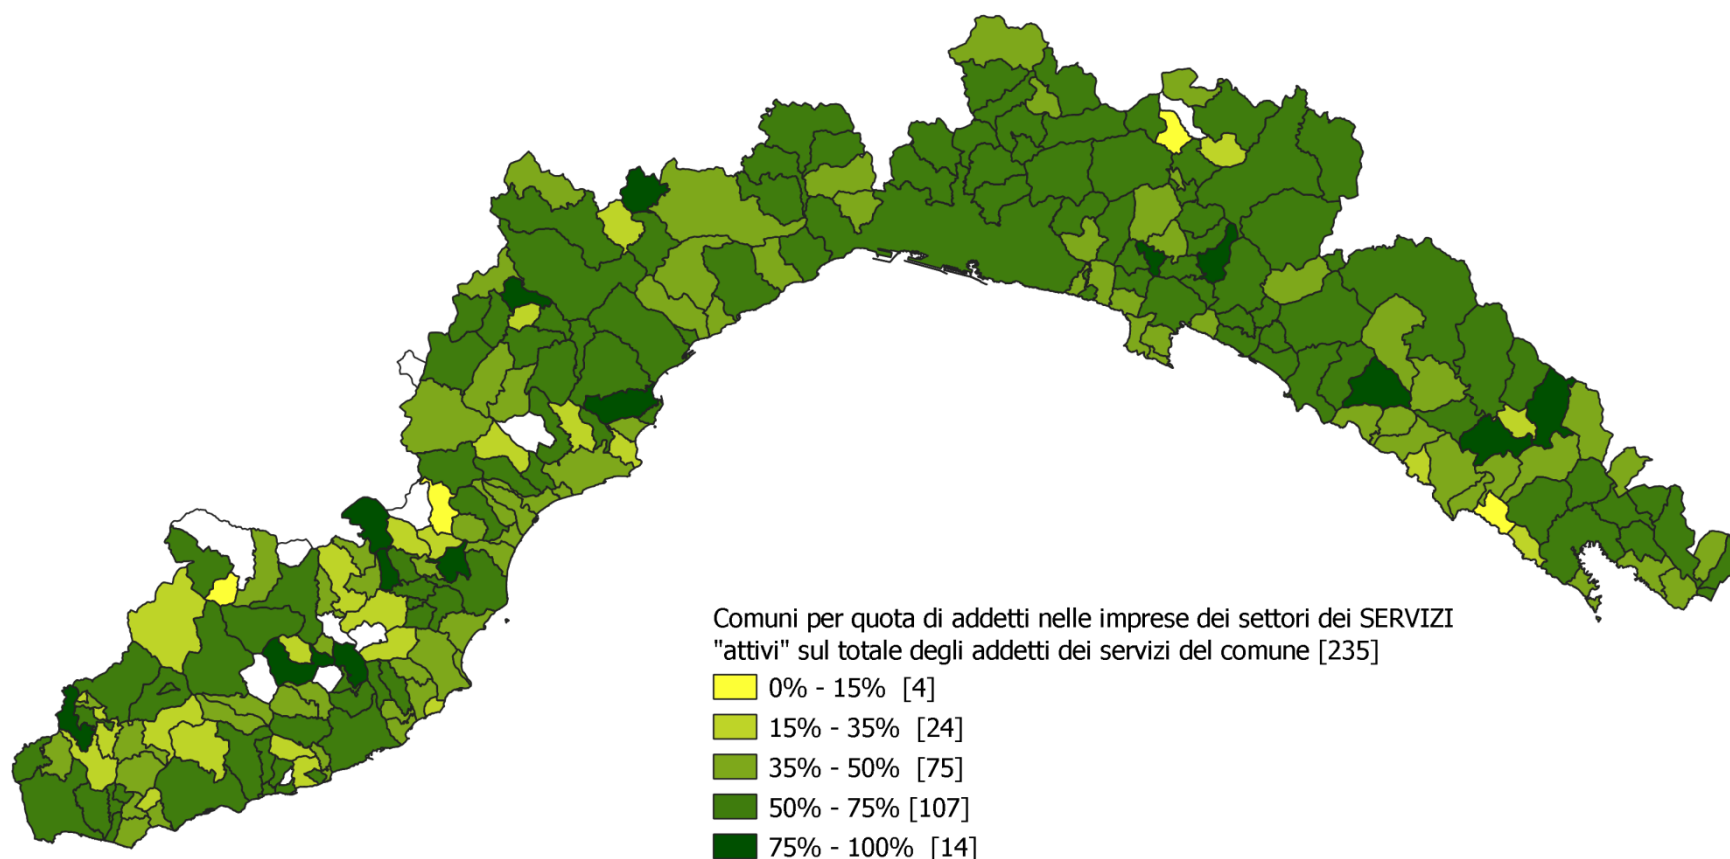 Comuni per quota di addetti nelle imprese dei settori dei SERVIZI
"attivi" sul totale degli addetti dei servizi del comune [235]
0% - 15% [4]
15% - 35% [24]
35% - 50% [75]
50% - 75% [107]
75% - 100% [14]